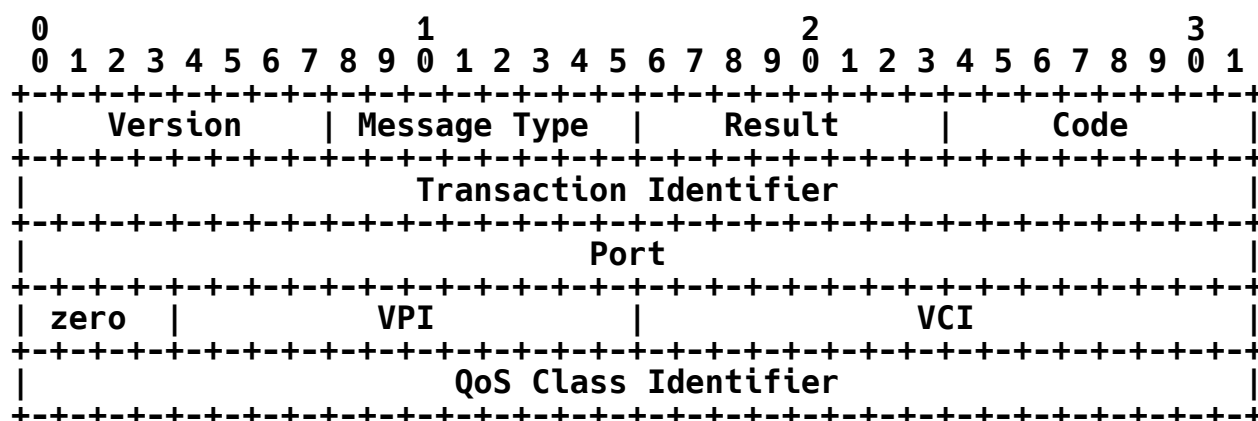 0                   1                   2                   3
 0 1 2 3 4 5 6 7 8 9 0 1 2 3 4 5 6 7 8 9 0 1 2 3 4 5 6 7 8 9 0 1
+-+-+-+-+-+-+-+-+-+-+-+-+-+-+-+-+-+-+-+-+-+-+-+-+-+-+-+-+-+-+-+-+
|    Version    | Message Type  |    Result     |     Code      |
+-+-+-+-+-+-+-+-+-+-+-+-+-+-+-+-+-+-+-+-+-+-+-+-+-+-+-+-+-+-+-+-+
|                    Transaction Identifier                     |
+-+-+-+-+-+-+-+-+-+-+-+-+-+-+-+-+-+-+-+-+-+-+-+-+-+-+-+-+-+-+-+-+
|                             Port                              |
+-+-+-+-+-+-+-+-+-+-+-+-+-+-+-+-+-+-+-+-+-+-+-+-+-+-+-+-+-+-+-+-+
| zero  |          VPI          |              VCI              |
+-+-+-+-+-+-+-+-+-+-+-+-+-+-+-+-+-+-+-+-+-+-+-+-+-+-+-+-+-+-+-+-+
|                      QoS Class Identifier                     |
+-+-+-+-+-+-+-+-+-+-+-+-+-+-+-+-+-+-+-+-+-+-+-+-+-+-+-+-+-+-+-+-+